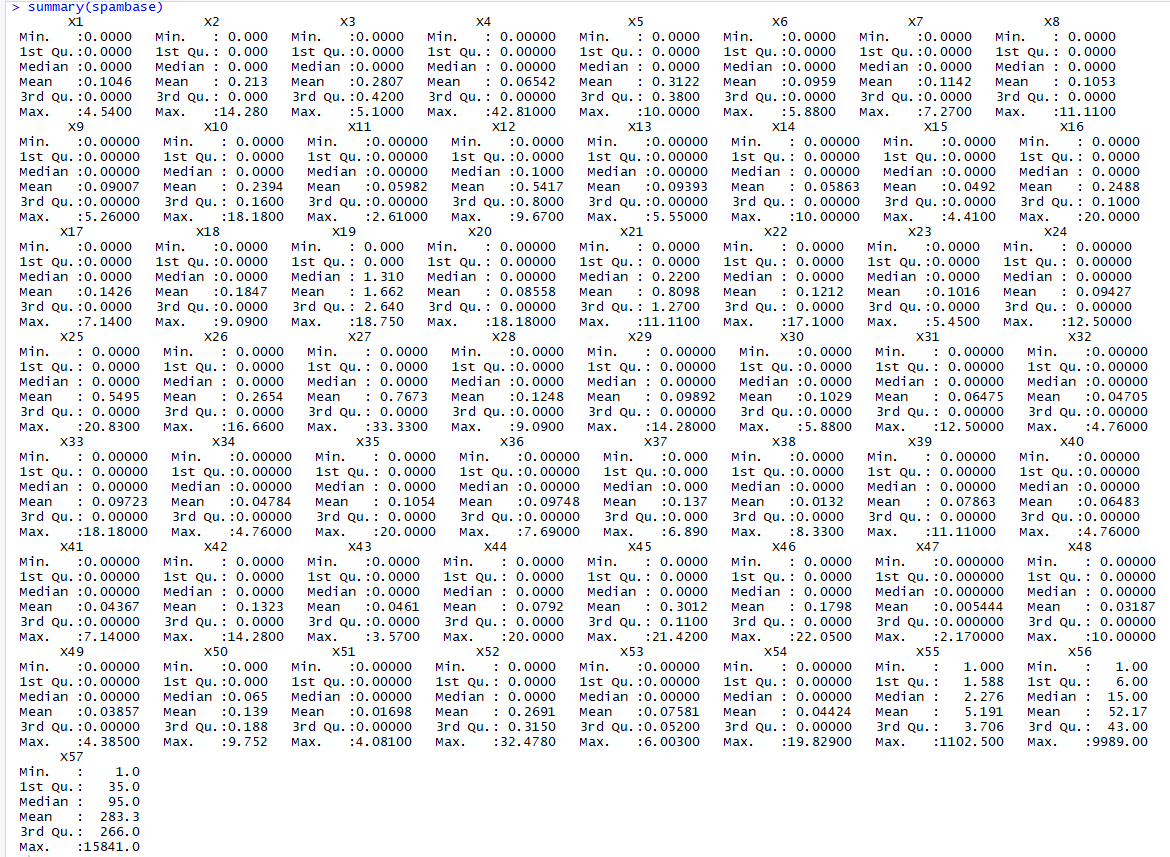 > summary(spambase)
X1 X2 X3 X4 X5 X6 X7 X8
Min. :0.0000 Min. : 0.000 Min. :0.0000 Min. : 0.00000 Min. : 0.0000 Min. :0.0000 Min. :0.0000 Min. : 0.0000
1st Qu.:0.0000 1st Qu.: 0.000 1st Qu.:0.0000 1st Qu.: 0.00000 1st Qu.: 0.0000 1st Qu.:0.0000 1st Qu.:0.0000 1st Qu.: 0.0000
Median :0.0000 Median : 0.000 Median :0.0000 Median : 0.00000 Median : 0.0000 Median :0.0000 Median :0.0000 Median : 0.0000
Mean :0.1046 Mean : 0.213 Mean :0.2807 Mean : 0.06542 Mean : 0.3122 Mean :0.0959 Mean :0.1142 Mean : 0.1053
3rd Qu.:0.0000 3rd Qu.: 0.000 3rd Qu.:0.4200 3rd Qu.: 0.00000 3rd Qu.: 0.3800 3rd Qu.:0.0000 3rd Qu.:0.0000 3rd Qu.: 0.0000
Max. :4.5400 Max. :14.280 Max. :5.1000 Max. :42.81000 Max. :10.0000 Max. :5.8800 Max. :7.2700 Max. :11.1100
X9 X10 X11 X12 X13 X14 X15 X16
Min. :0.00000 Min. : 0.0000 Min. :0.00000 Min. :0.0000 Min. :0.00000 Min. : 0.00000 Min. :0.0000 Min. : 0.0000
1st Qu.:0.00000 1st Qu.: 0.0000 1st Qu.:0.00000 1st Qu.:0.0000 1st Qu.:0.00000 1st Qu.: 0.00000 1st Qu.:0.0000 1st Qu.: 0.0000
Median :0.00000 Median : 0.0000 Median :0.00000 Median :0.1000 Median :0.00000 Median : 0.00000 Median :0.0000 Median : 0.0000
Mean :0.09007 Mean : 0.2394 Mean :0.05982 Mean :0.5417 Mean :0.09393 Mean : 0.05863 Mean :0.0492 Mean : 0.2488
3rd Qu.:0.00000 3rd Qu.: 0.1600 3rd Qu.:0.00000 3rd Qu.:0.8000 3rd Qu.:0.00000 3rd Qu.: 0.00000 3rd Qu.:0.0000 3rd Qu.: 0.1000
Max. :5.26000 Max. :18.1800 Max. :2.61000 Max. :9.6700 Max. :5.55000 Max. :10.00000 Max. :4.4100 Max. :20.0000
X17 X18 X19 X20 X21 X22 X23 X24
Min. :0.0000 Min. :0.0000 Min. : 0.000 Min. : 0.00000 Min. : 0.0000 Min. : 0.0000 Min. :0.0000 Min. : 0.00000
1st Qu.:0.0000 1st Qu.:0.0000 1st Qu.: 0.000 1st Qu.: 0.00000 1st Qu.: 0.0000 1st Qu.: 0.0000 1st Qu.:0.0000 1st Qu.: 0.00000
Median :0.0000 Median :0.0000 Median : 1.310 Median : 0.00000 Median : 0.2200 Median : 0.0000 Median :0.0000 Median : 0.00000
Mean :0.1426 Mean :0.1847 Mean : 1.662 Mean : 0.08558 Mean : 0.8098 Mean : 0.1212 Mean :0.1016 Mean : 0.09427
3rd Qu.:0.0000 3rd Qu.:0.0000 3rd Qu.: 2.640 3rd Qu.: 0.00000 3rd Qu.: 1.2700 3rd Qu.: 0.0000 3rd Qu.:0.0000 3rd Qu.: 0.00000
Max. :7.1400 Max. :9.0900 Max. :18.750 Max. :18.18000 Max. :11.1100 Max. :17.1000 Max. :5.4500 Max. :12.50000
X25 X26 X27 X28 X29 X30 X31 X32
Min. : 0.0000 Min. : 0.0000 Min. : 0.0000 Min. :0.0000 Min. : 0.00000 Min. :0.0000 Min. : 0.00000 Min. :0.00000
1st Qu.: 0.0000 1st Qu.: 0.0000 1st Qu.: 0.0000 1st Qu.:0.0000 1st Qu.: 0.00000 1st Qu.:0.0000 1st Qu.: 0.00000 1st Qu.:0.00000
Median : 0.0000 Median : 0.0000 Median : 0.0000 Median :0.0000 Median : 0.00000 Median :0.0000 Median : 0.00000 Median :0.00000
Mean : 0.5495 Mean : 0.2654 Mean : 0.7673 Mean :0.1248 Mean : 0.09892 Mean :0.1029 Mean : 0.06475 Mean :0.04705
3rd Qu.: 0.0000 3rd Qu.: 0.0000 3rd Qu.: 0.0000 3rd Qu.:0.0000 3rd Qu.: 0.00000 3rd Qu.:0.0000 3rd Qu.: 0.00000 3rd Qu.:0.00000
Max. :20.8300 Max. :16.6600 Max. :33.3300 Max. :9.0900 Max. :14.28000 Max. :5.8800 Max. :12.50000 Max. :4.76000
X33 X34 X35 X36 X37 X38 X39 X40
Min. : 0.00000 Min. :0.00000 Min. : 0.0000 Min. :0.00000 Min. :0.000 Min. :0.0000 Min. : 0.00000 Min. :0.00000
1st Qu.: 0.00000 1st Qu.:0.00000 1st Qu.: 0.0000 1st Qu.:0.00000 1st Qu.:0.000 1st Qu.:0.0000 1st Qu.: 0.00000 1st Qu.:0.00000
Median : 0.00000 Median :0.00000 Median : 0.0000 Median :0.00000 Median :0.000 Median :0.0000 Median : 0.00000 Median :0.00000
Mean : 0.09723 Mean :0.04784 Mean : 0.1054 Mean :0.09748 Mean :0.137 Mean :0.0132 Mean : 0.07863 Mean :0.06483
3rd Qu.: 0.00000 3rd Qu.:0.00000 3rd Qu.: 0.0000 3rd Qu.:0.00000 3rd Qu.:0.000 3rd Qu.:0.0000 3rd Qu.: 0.00000 3rd Qu.:0.00000
Max. :18.18000 Max. :4.76000 Max. :20.0000 Max. :7.69000 Max. :6.890 Max. :8.3300 Max. :11.11000 Max. :4.76000
X41 X42 X43 X44 X45 X46 X47 X48
Min. :0.00000 Min. : 0.0000 Min. :0.0000 Min. : 0.0000 Min. : 0.0000 Min. : 0.0000 Min. :0.000000 Min. : 0.00000
1st Qu.:0.00000 1st Qu.: 0.0000 1st Qu.:0.0000 1st Qu.: 0.0000 1st Qu.: 0.0000 1st Qu.: 0.0000 1st Qu.:0.000000 1st Qu.: 0.00000
Median :0.00000 Median : 0.0000 Median :0.0000 Median : 0.0000 Median : 0.0000 Median : 0.0000 Median :0.000000 Median : 0.00000
Mean :0.04367 Mean : 0.1323 Mean :0.0461 Mean : 0.0792 Mean : 0.3012 Mean : 0.1798 Mean :0.005444 Mean : 0.03187
3rd Qu.:0.00000 3rd Qu.: 0.0000 3rd Qu.:0.0000 3rd Qu.: 0.0000 3rd Qu.: 0.1100 3rd Qu.: 0.0000 3rd Qu.:0.000000 3rd Qu.: 0.00000
Max. :7.14000 Max. :14.2800 Max. :3.5700 Max. :20.0000 Max. :21.4200 Max. :22.0500 Max. :2.170000 Max. :10.00000
X49 X50 X51 X52 X53 X54 X55 X56
Min. :0.00000 Min. :0.000 Min. :0.00000 Min. : 0.0000 Min. :0.00000 Min. : 0.00000 Min. : 1.000 Min. : 1.00
1st Qu.:0.00000 1st Qu.:0.000 1st Qu.:0.00000 1st Qu.: 0.0000 1st Qu.:0.00000 1st Qu.: 0.00000 1st Qu.: 1.588 1st Qu.: 6.00
Median :0.00000 Median :0.065 Median :0.00000 Median : 0.0000 Median :0.00000 Median : 0.00000 Median : 2.276 Median : 15.00
Mean :0.03857 Mean :0.139 Mean :0.01698 Mean : 0.2691 Mean :0.07581 Mean : 0.04424 Mean : 5.191 Mean : 52.17
3rd Qu.:0.00000 3rd Qu.:0.188 3rd Qu.:0.00000 3rd Qu.: 0.3150 3rd Qu.:0.05200 3rd Qu.: 0.00000 3rd Qu.: 3.706 3rd Qu.: 43.00
Max. :4.38500 Max. :9.752 Max. :4.08100 Max. :32.4780 Max. :6.00300 Max. :19.82900 Max. :1102.500 Max. :9989.00
X57
Min. : 1.0
1st Qu.: 35.0
Median : 95.0
Mean : 283.3
3rd Qu.: 266.0
Max. :15841.0